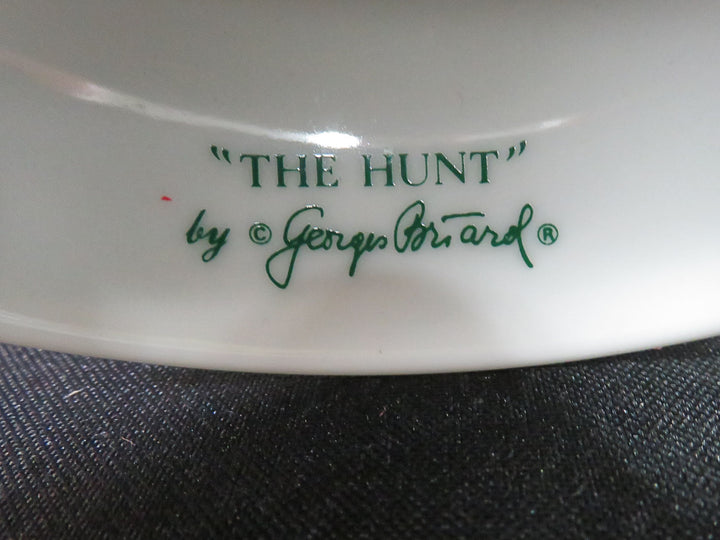 "THE HUNT"
by © Georges Briard ®